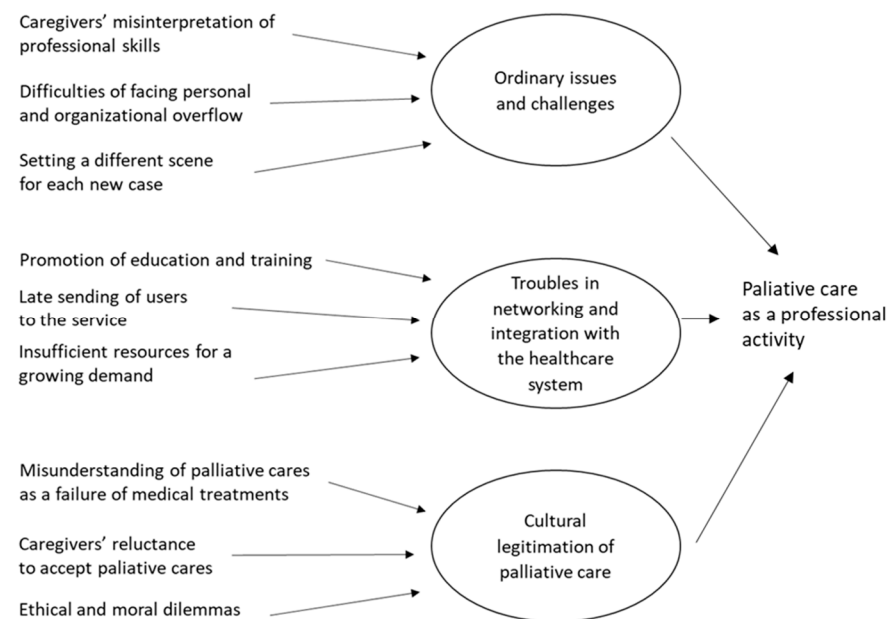 Caregivers' misinterpretation of
professional skills
Difficulties of facing personal
and organizational overflow
Setting a different scene
for each new case
Ordinary issues
and challenges
Promotion of education and training
Late sending of users
to the service
Insufficient resources for a
growing demand
Troubles in
networking and
integration with
the healthcare
system
Misunderstanding of palliative cares
as a failure of medical treatments
Caregivers' reluctance
to accept paliative cares
Ethical and moral dilemmas
Cultural
legitimation of
palliative care
Paliative care
as a professional
activity